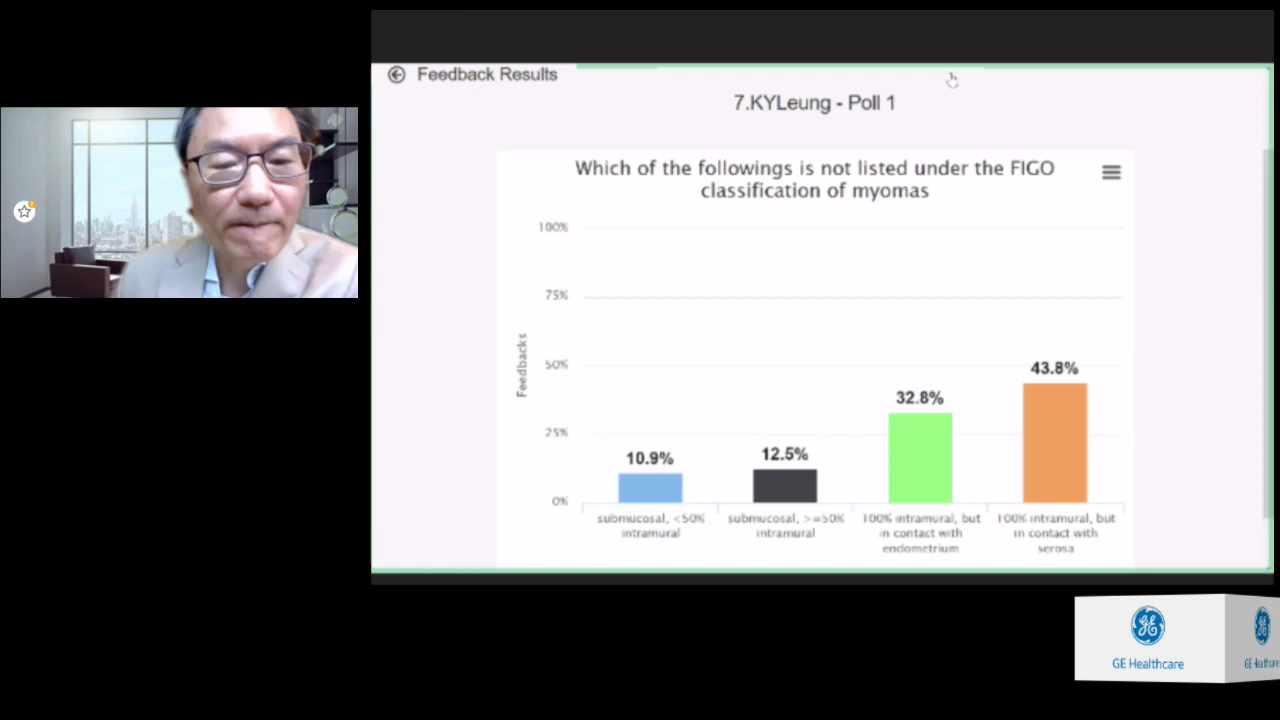 Feedback Results
7.KYLeung - Poll 1
Which of the followings is not listed under the FIGO
classification of myomas
100%
75%
50%
25%
0%
Feedbacks
10.9%
12.5%
32.8%
43.8%
submucosal, <50%
intramural
submucosal, >=50%
intramural
100% intramural, but
in contact with
endometrium
100% intramural, but
in contact with
serosa
GE Healthcare
GE Healthcare